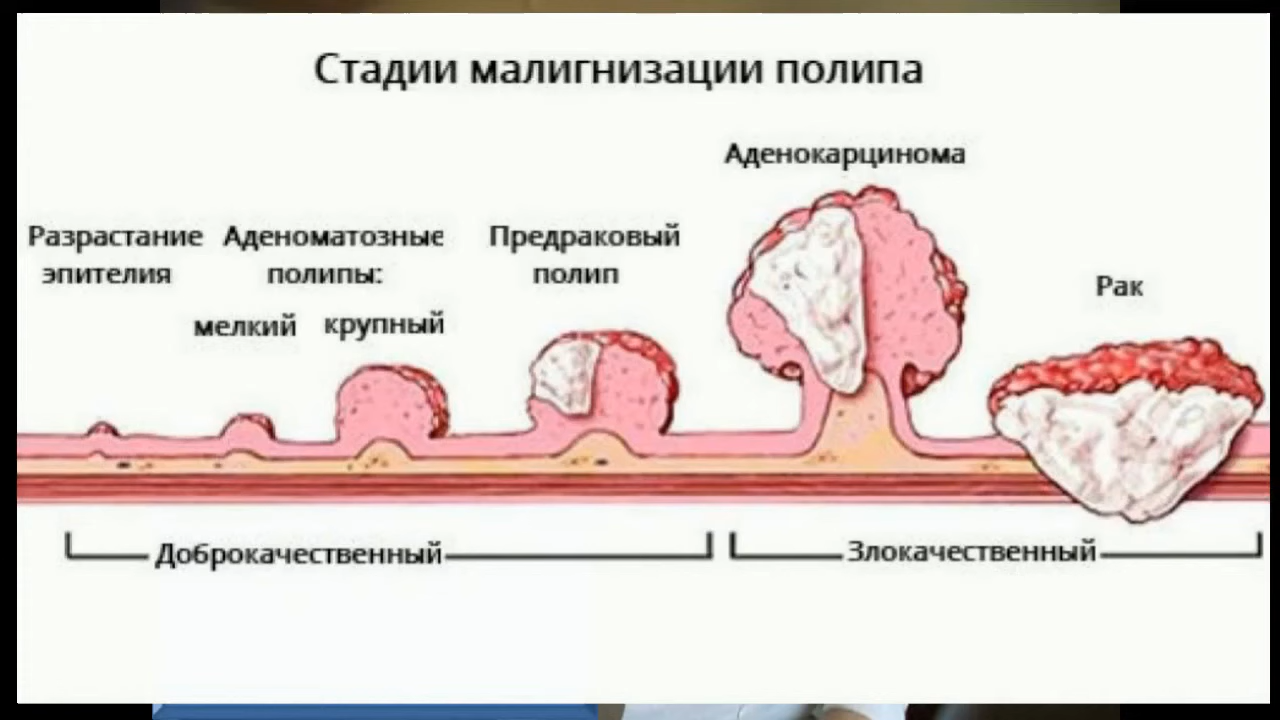 Стадии малигнизации полипа
Аденокарцинома
Разрастание
эпителия
Аденоматозные
полипы:
мелкий крупный
Предраковый
полип
Рак
Доброкачественный
Злокачественный